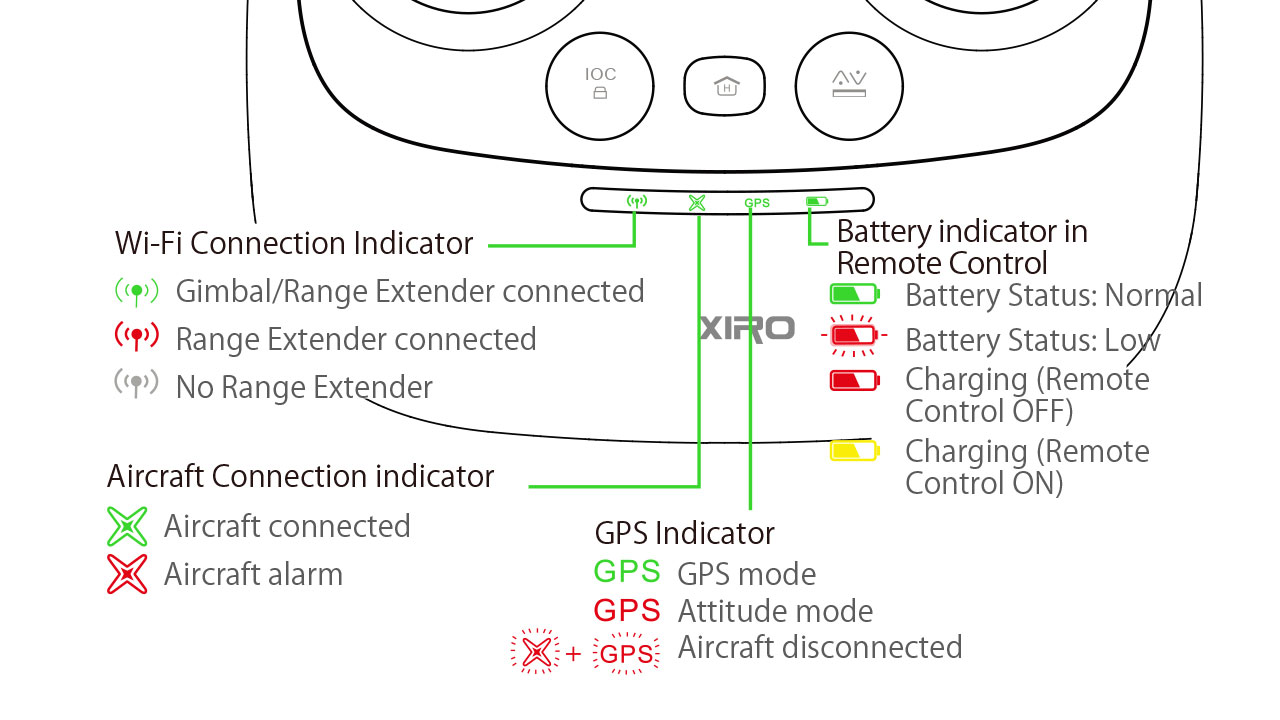 IOC
H
GPS
Wi-Fi Connection Indicator
Gimbal/Range Extender connected
Range Extender connected
No Range Extender
Battery indicator in
Remote Control
Battery Status: Normal
Battery Status: Low
Charging (Remote
Control OFF)
Charging (Remote
Control ON)
XIRO
Aircraft Connection indicator
Aircraft connected
Aircraft alarm
GPS Indicator
GPS GPS mode
GPS Attitude mode
+ GPS Aircraft disconnected